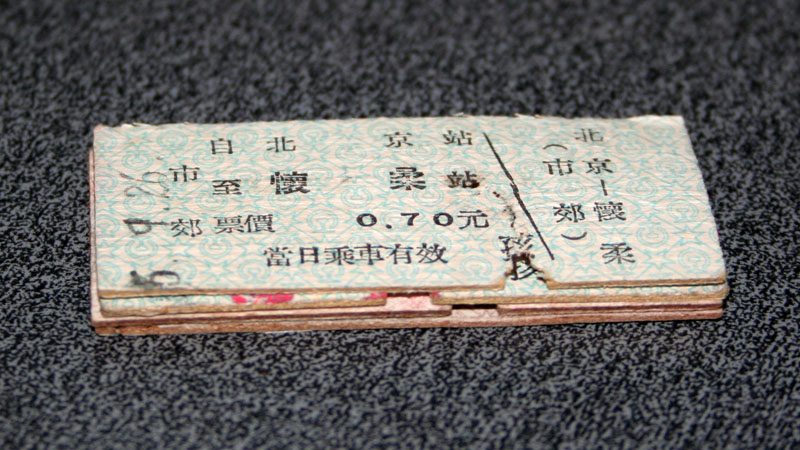 自北京站
市郊
至懷柔站
票價 0.70元
當日乘車有效
孩
北京-懷柔
(市郊)